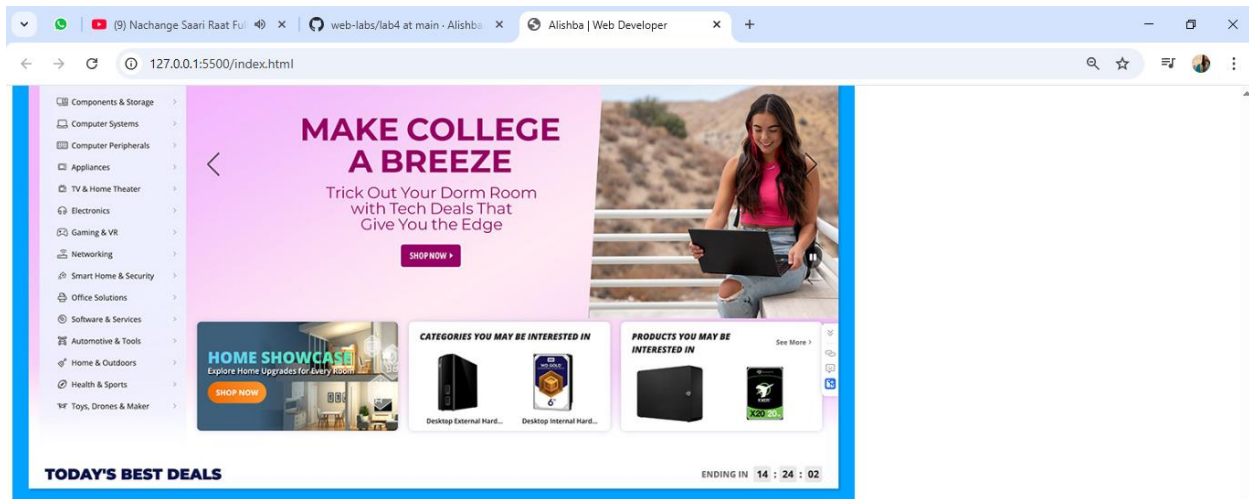 (9) Nachange Saari Raat Ful
web-labs/lab4 at main · Alishba
Alishba | Web Developer
127.0.0.1:5500/index.html
Components & Storage
Computer Systems
Computer Peripherals
Appliances
TV & Home Theater
Electronics
Gaming & VR
Networking
Smart Home & Security
Office Solutions
Software & Services
Automotive & Tools
Home & Outdoors
Health & Sports
Toys, Drones & Maker
MAKE COLLEGE
A BREEZE
Trick Out Your Dorm Room
with Tech Deals That
Give You the Edge
SHOP NOW
HOME SHOWCASE
Explore Home Upgrades for Every Room
SHOP NOW
CATEGORIES YOU MAY BE INTERESTED IN
WD GOLD
Desktop External Hard...
Desktop Internal Hard...
PRODUCTS YOU MAY BE
INTERESTED IN
See More
EXOS
X20 20
TODAY'S BEST DEALS
ENDING IN 14 : 24 : 02